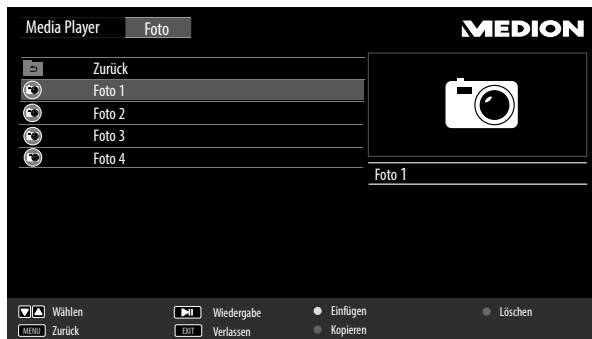 Media Player Foto MEDION
Zurück
Foto 1
Foto 2
Foto 3
Foto 4
Foto 1
Wählen Wiedergabe Einfügen Löschen
MENU Zurück EXIT Verlassen Kopieren